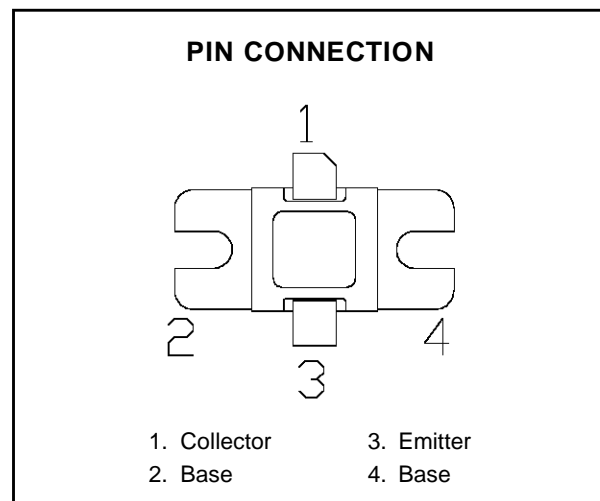 PIN CONNECTION
1
2
4
3
1. Collector
3. Emitter
2. Base
4. Base